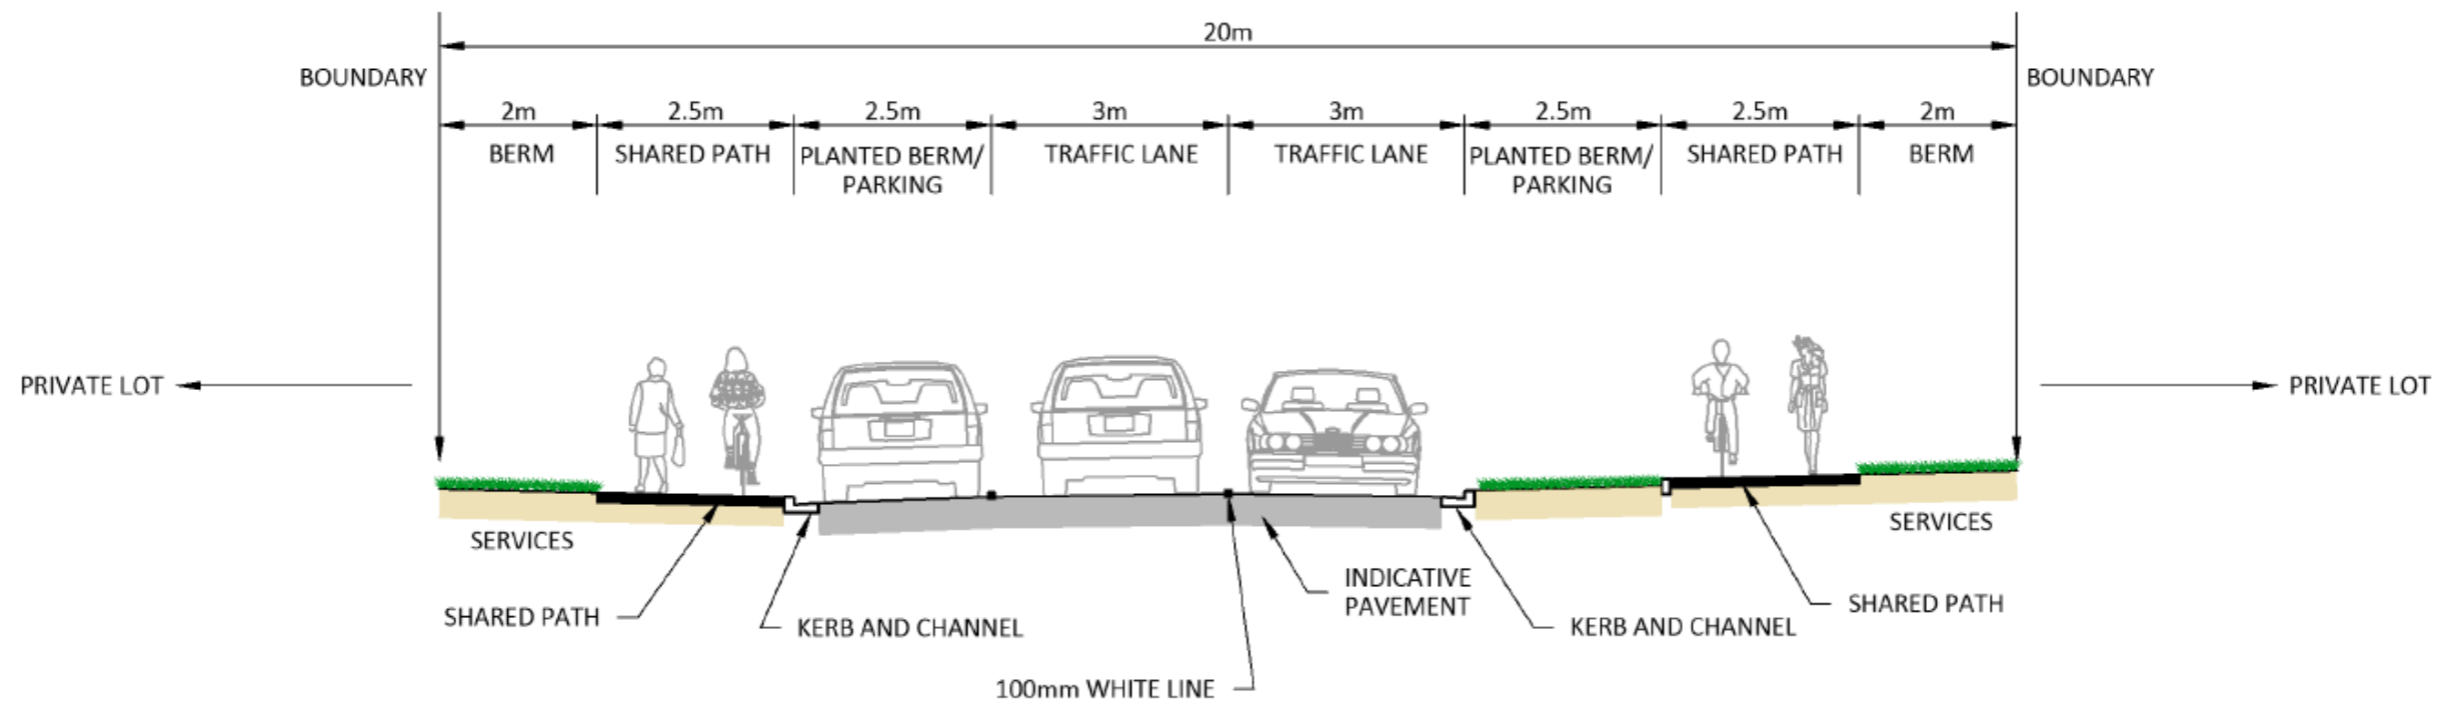 20m
BOUNDARY
BOUNDARY
2m
2.5m
2.5m
3m
3m
2.5m
2.5m
2m
BERM
SHARED PATH
PLANTED BERM/
PARKING
TRAFFIC LANE
TRAFFIC LANE
PLANTED BERM/
PARKING
SHARED PATH
BERM
PRIVATE LOT
PRIVATE LOT
SERVICES
SERVICES
SHARED PATH
KERB AND CHANNEL
INDICATIVE
PAVEMENT
KERB AND CHANNEL
SHARED PATH
100mm WHITE LINE